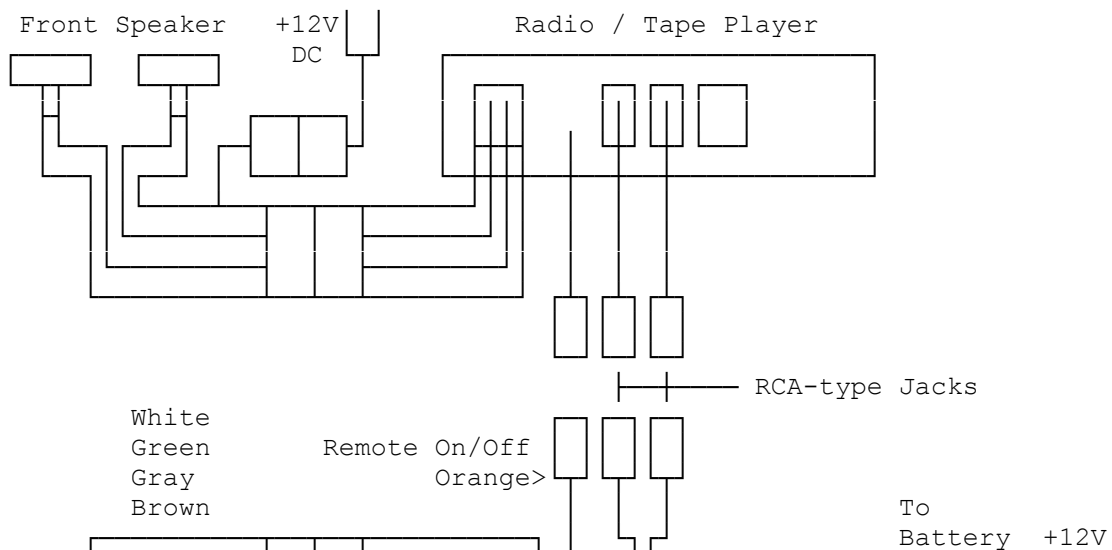 Front Speaker +12V Radio / Tape Player
DC
RCA-type Jacks
White
Green Remote On/Off
Gray Orange>
Brown To
Battery +12V